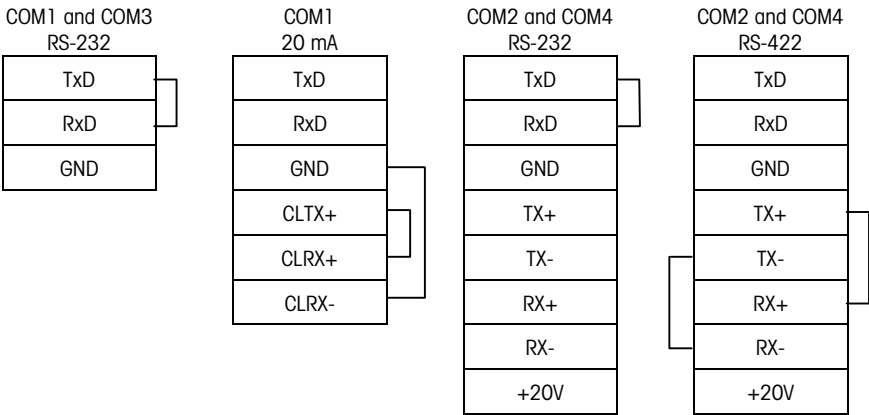 COM1 and COM3
RS-232
TxD
RxD
GND
COM1
20 mA
TxD
RxD
GND
CLTX+
CLRX+
CLRX-
COM2 and COM4
RS-232
TxD
RxD
GND
TX+
TX-
RX+
RX-
+20V
COM2 and COM4
RS-422
TxD
RxD
GND
TX+
TX-
RX+
RX-
+20V